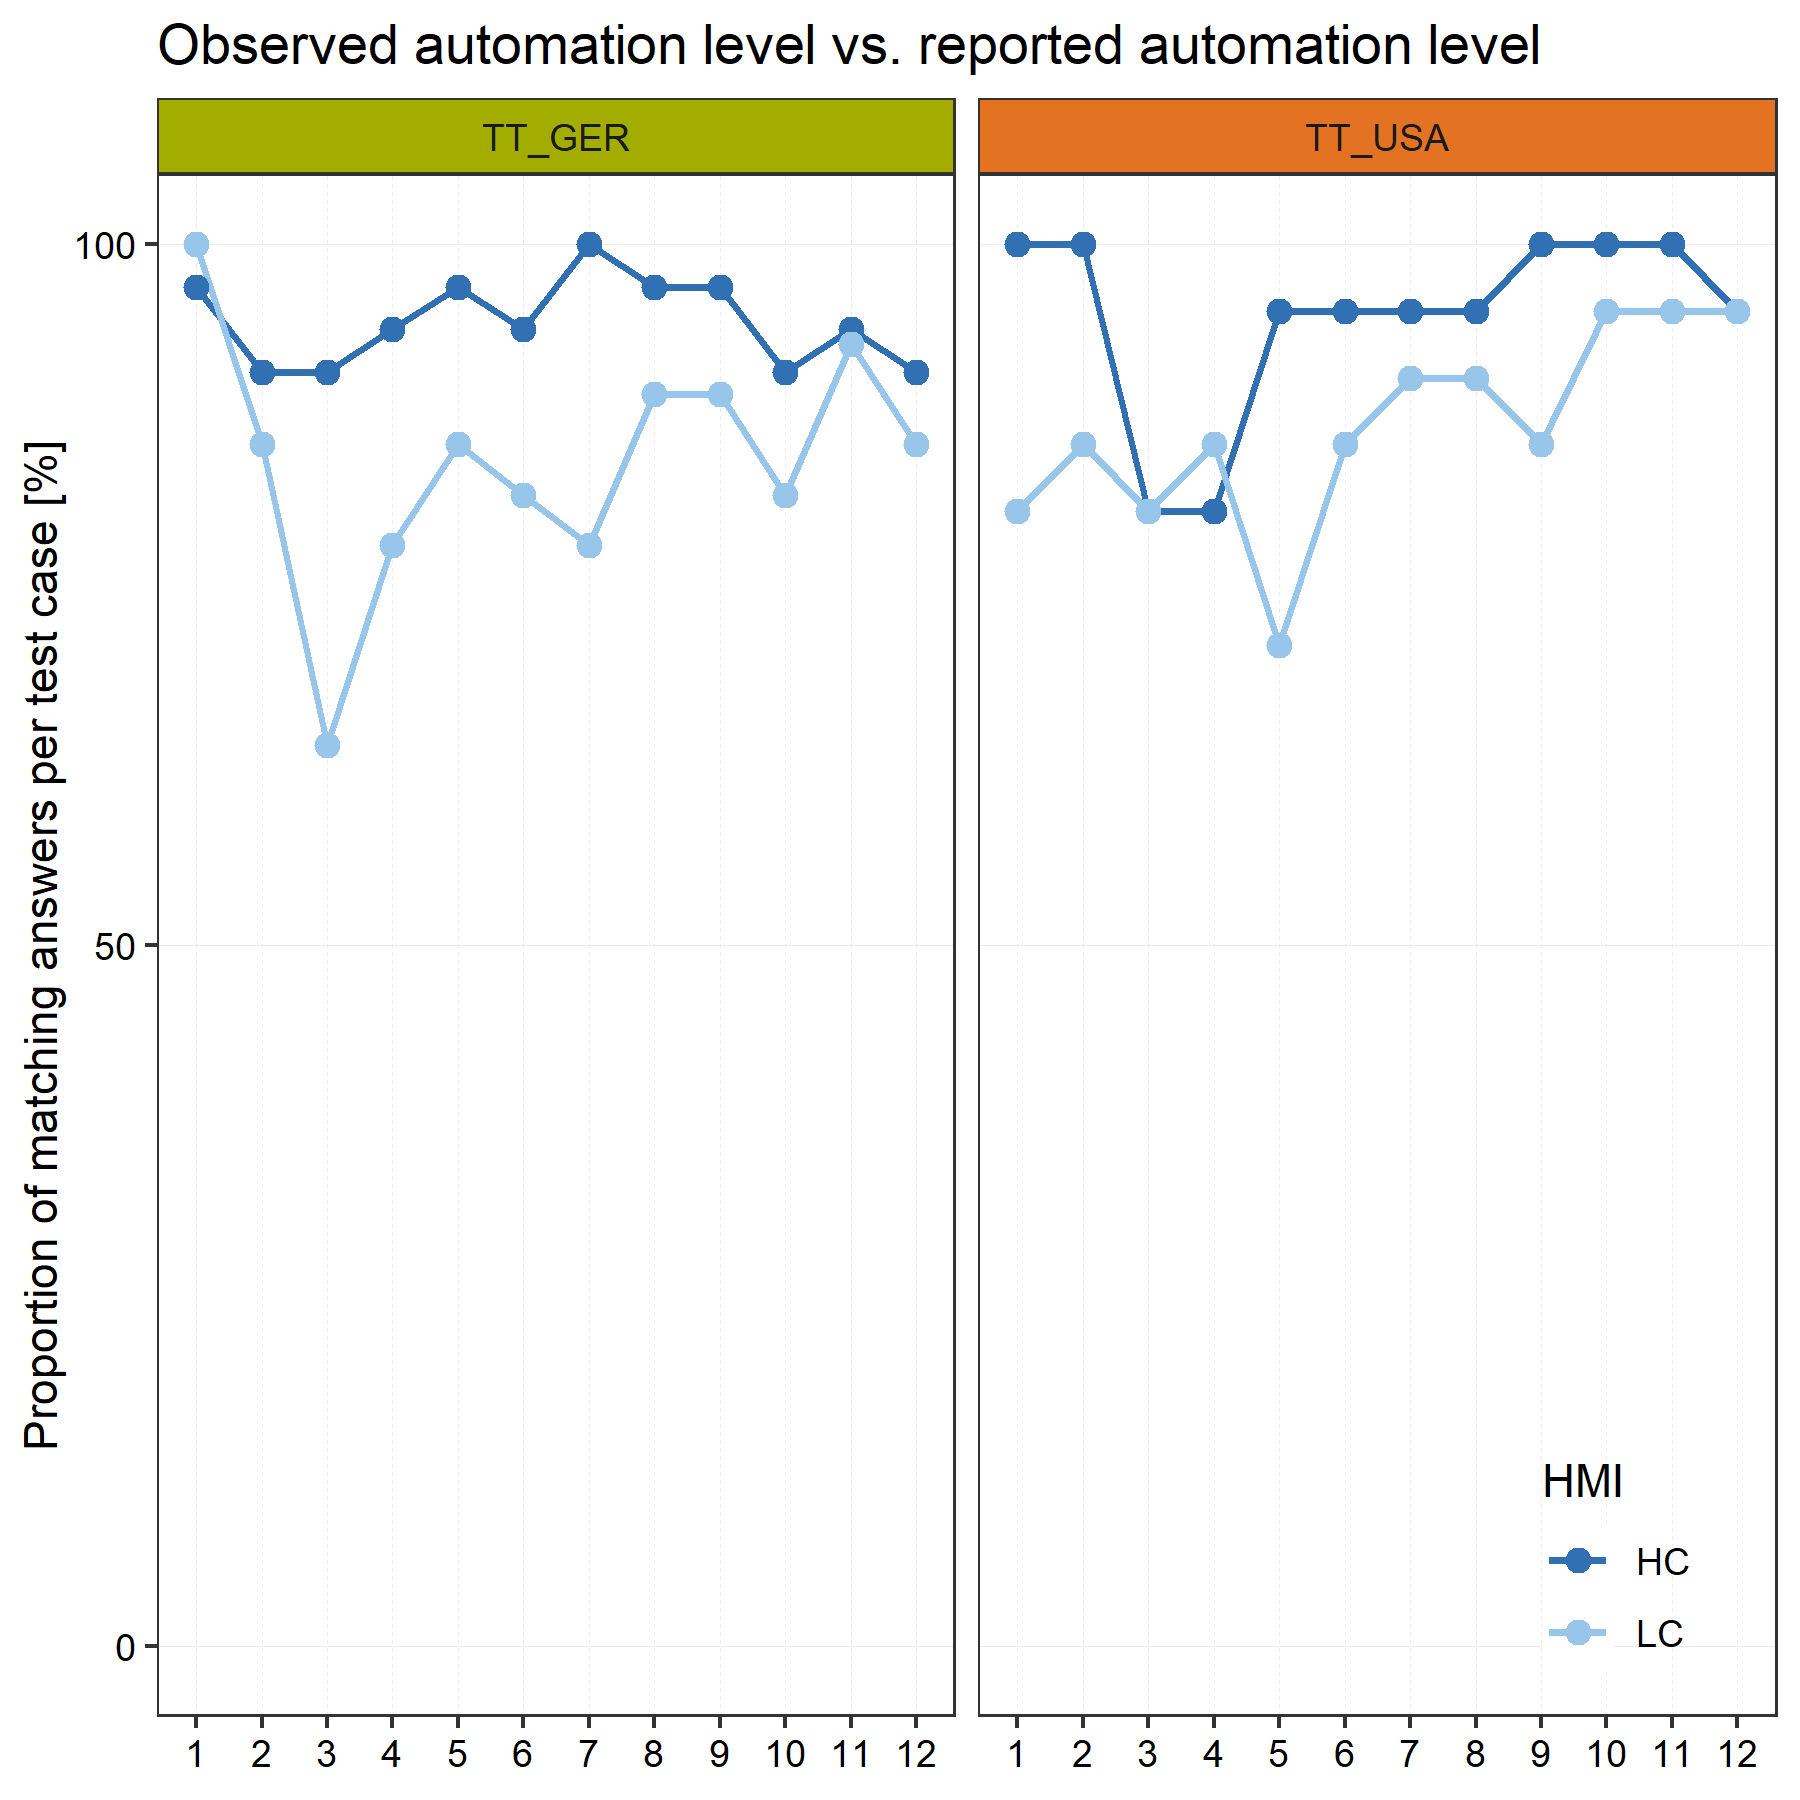 Observed automation level vs. reported automation level
TT_GER
TT_USA
Proportion of matching answers per test case [%]
100
50
0
1 2 3 4 5 6 7 8 9 10 11 12
1 2 3 4 5 6 7 8 9 10 11 12
HMI
HC
LC